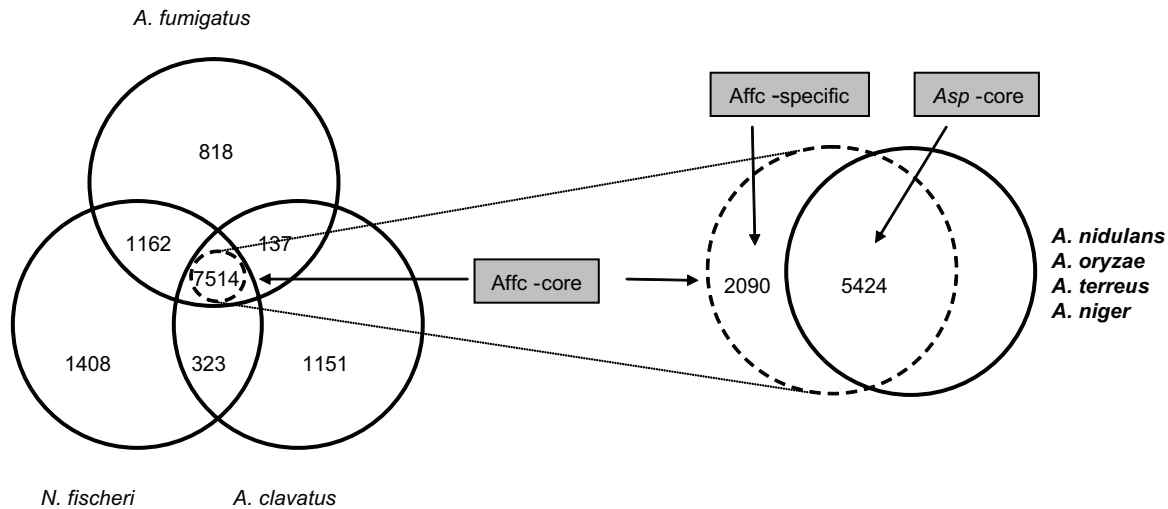 A. fumigatus
818
1162
137
7514
1408
323
1151
N. fischeri
A. clavatus
Affc -core
Affc -specific
Asp -core
2090
5424
A. nidulans
A. oryzae
A. terreus
A. niger